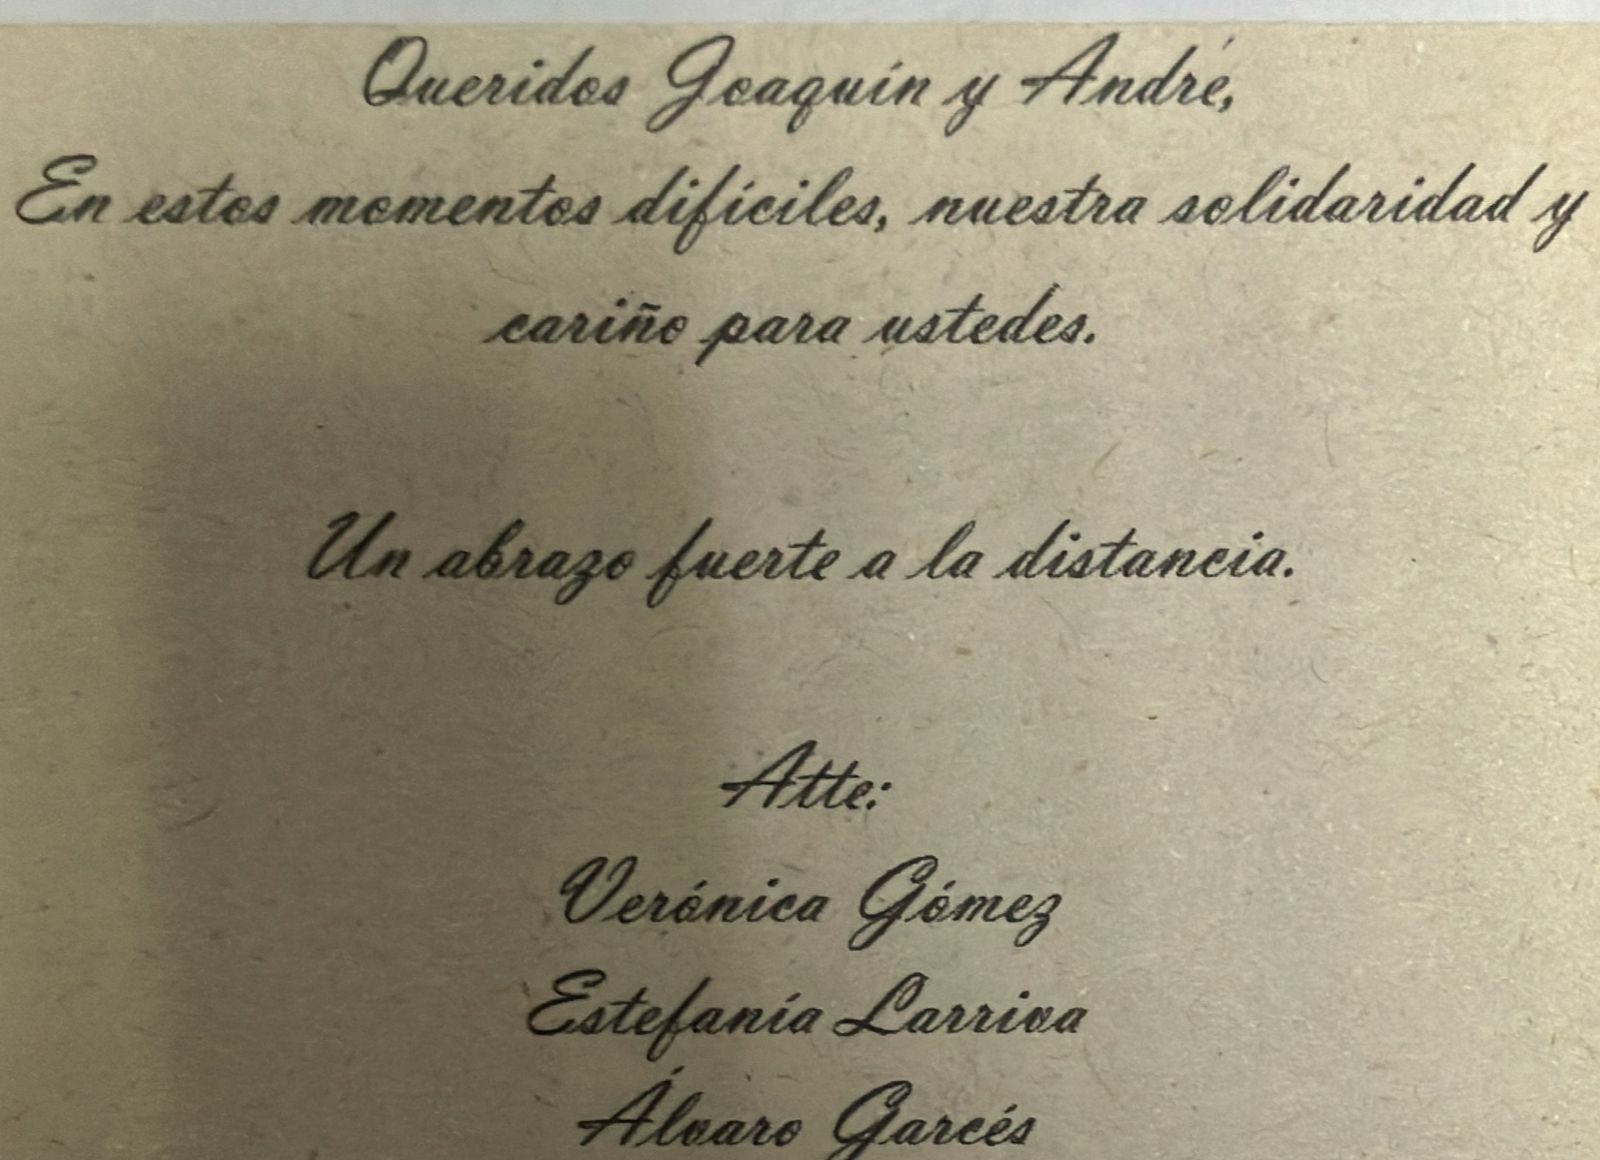 Queridos Joaquín y André,
En estos momentos difíciles, nuestra solidaridad y
cariño para ustedes.
Un abrazo fuerte a la distancia.
Atte:
Verónica Gómez
Estefanía Larriva
Álvaro Garcés